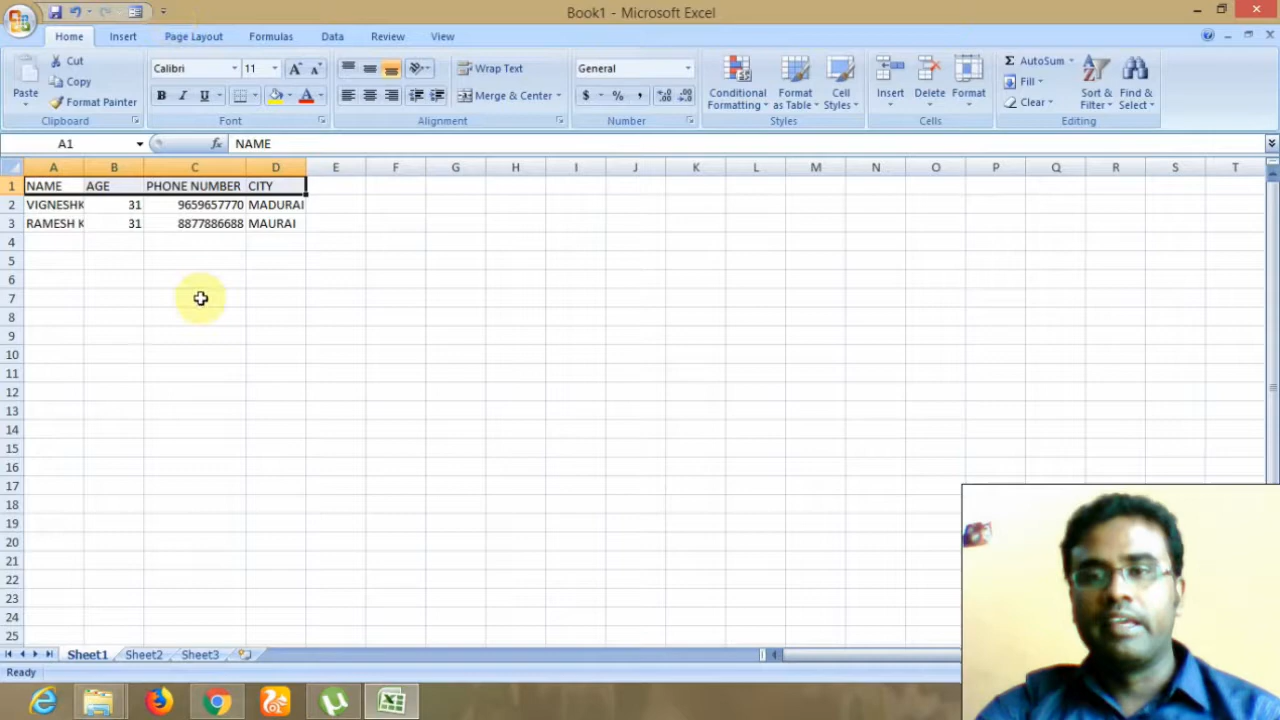 Book1 - Microsoft Excel
Home Insert Page Layout Formulas Data Review View
Cut
Copy
Format Painter
Paste
Clipboard
Calibri 11
B I U
Font
Wrap Text
Merge & Center
Alignment
General
$ % ,
Number
Conditional Formatting
Format as Table
Cell Styles
Styles
Insert Delete Format
Cells
Σ AutoSum
Fill
Clear
Sort & Filter
Find & Select
Editing
A1 fx NAME
A B C D E F G H I J K L M N O P Q R S T
1 NAME AGE PHONE NUMBER CITY
2 VIGNESHK 31 9659657770 MADURAI
3 RAMESH K 31 8877886688 MAURAI
4
5
6
7
8
9
10
11
12
13
14
15
16
17
18
19
20
21
22
23
24
25
Sheet1 Sheet2 Sheet3
Ready